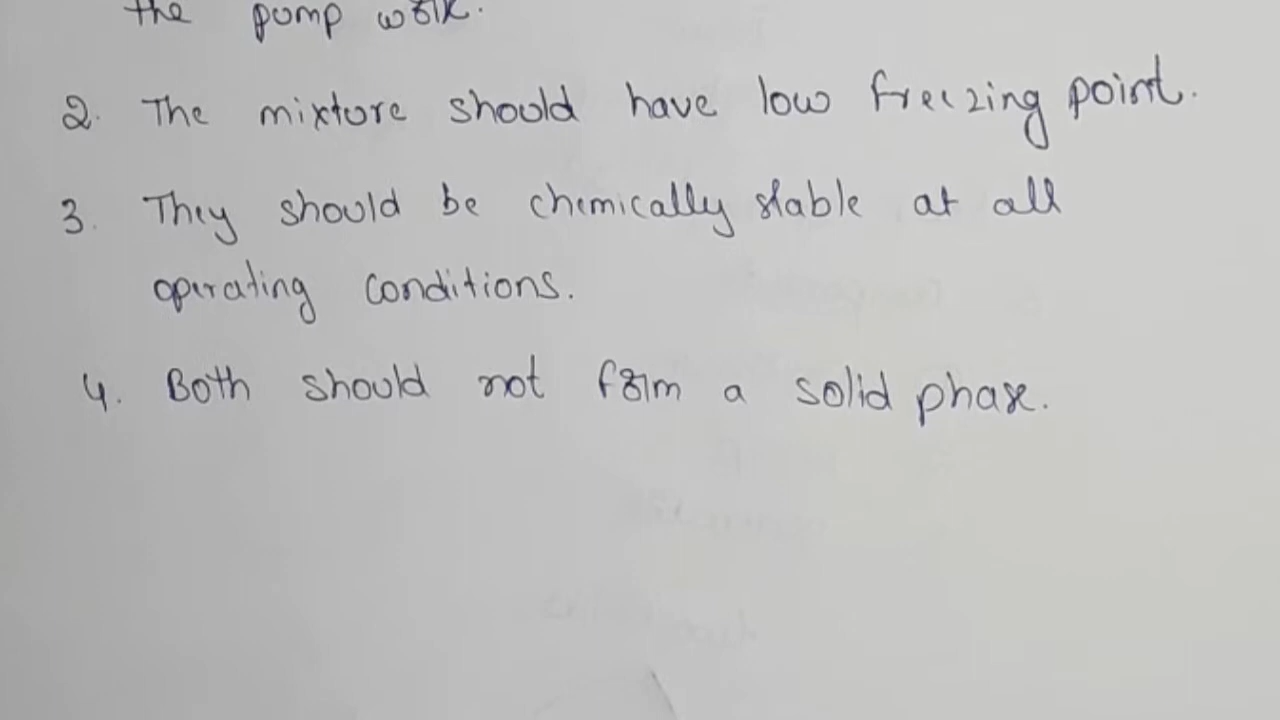 the pump work.
2. The mixture should have low freezing point.
3. They should be chemically stable at all
operating conditions.
4. Both should not form a solid phase.